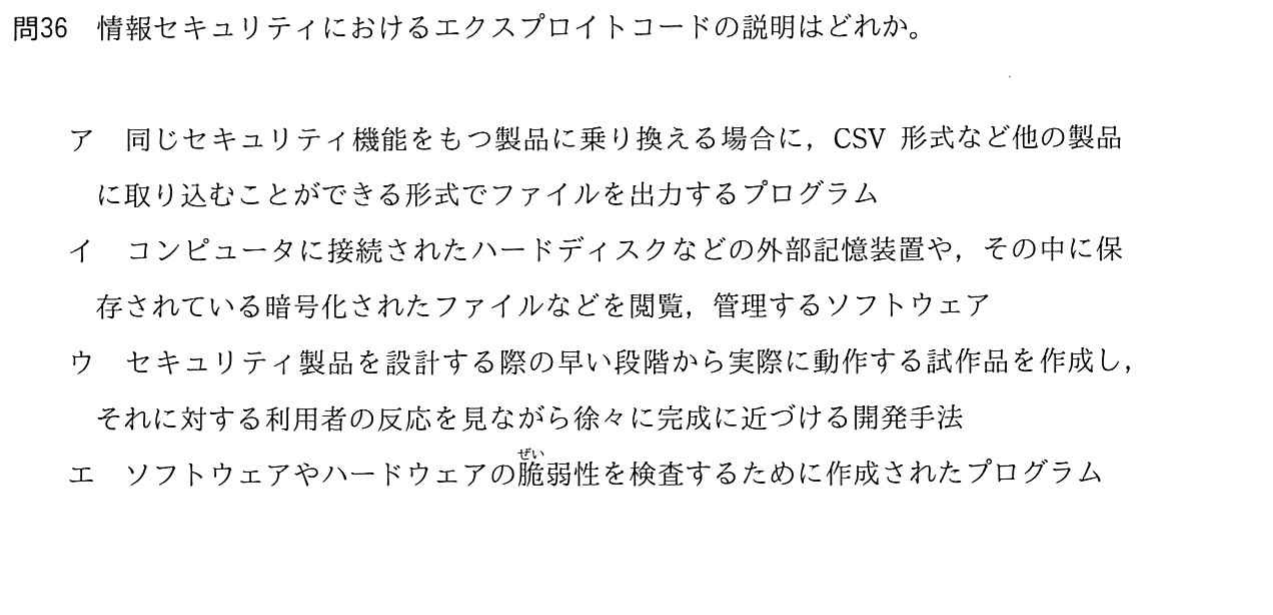 問36　情報セキュリティにおけるエクスプロイトコードの説明はどれか。
ア　同じセキュリティ機能をもつ製品に乗り換える場合に，CSV 形式など他の製品
に取り込むことができる形式でファイルを出力するプログラム
イ　コンピュータに接続されたハードディスクなどの外部記憶装置や，その中に保
存されている暗号化されたファイルなどを閲覧，管理するソフトウェア
ウ　セキュリティ製品を設計する際の早い段階から実際に動作する試作品を作成し，
それに対する利用者の反応を見ながら徐々に完成に近づける開発手法
ぜい
エ　ソフトウェアやハードウェアの脆弱性を検査するために作成されたプログラム